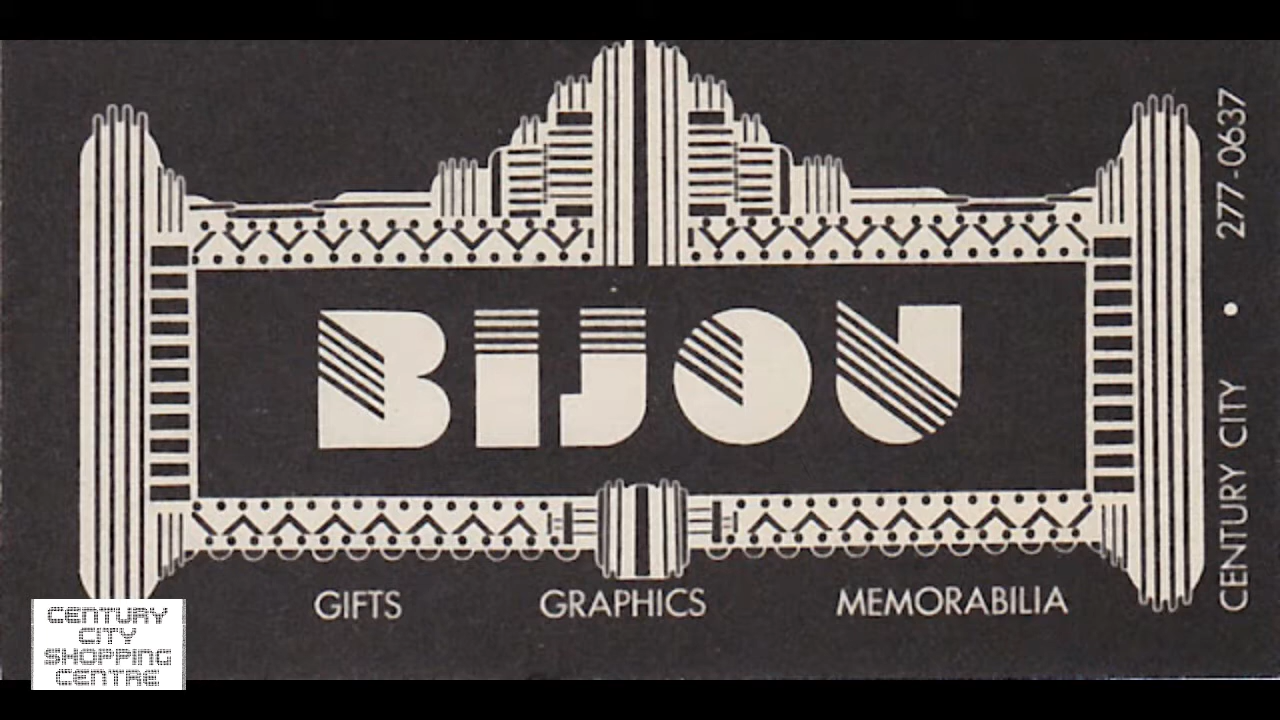 BIJOU
GIFTS GRAPHICS MEMORABILIA
CENTURY CITY • 277-0637
CENTURY
CITY
SHOPPING
CENTRE